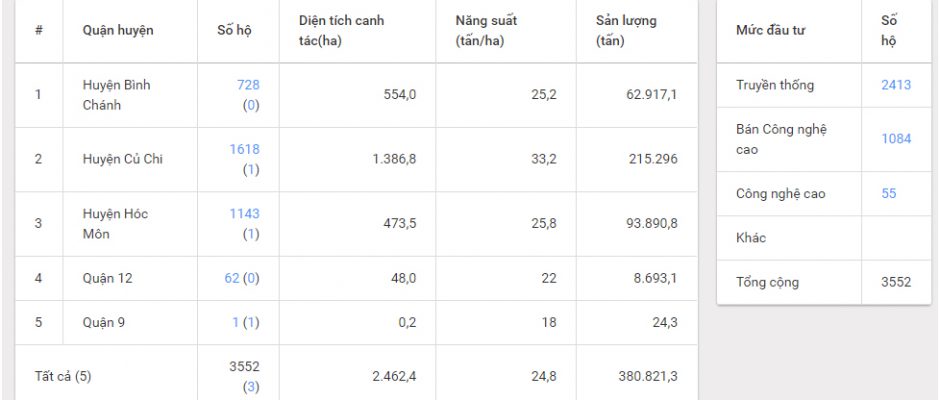 # Quận huyện Số hộ Diện tích canh tác(ha) Năng suất (tấn/ha) Sản lượng (tấn)
1 Huyện Bình Chánh 728 (0) 554,0 25,2 62.917,1
2 Huyện Củ Chi 1618 (1) 1.386,8 33,2 215.296
3 Huyện Hóc Môn 1143 (1) 473,5 25,8 93.890,8
4 Quận 12 62 (0) 48,0 22 8.693,1
5 Quận 9 1 (1) 0,2 18 24,3
Tất cả (5) 3552 (3) 2.462,4 24,8 380.821,3
Mức đầu tư Số hộ
Truyền thống 2413
Bán Công nghệ cao 1084
Công nghệ cao 55
Khác
Tổng cộng 3552